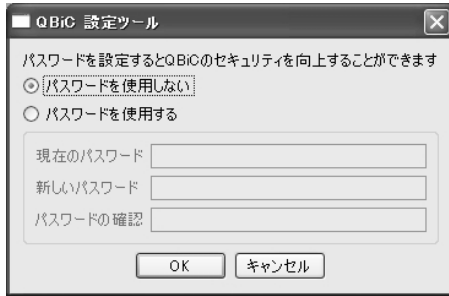 QBiC 設定ツール
パスワードを設定するとQBiCのセキュリティを向上することができます
パスワードを使用しない
パスワードを使用する
現在のパスワード
新しいパスワード
パスワードの確認
OK キャンセル